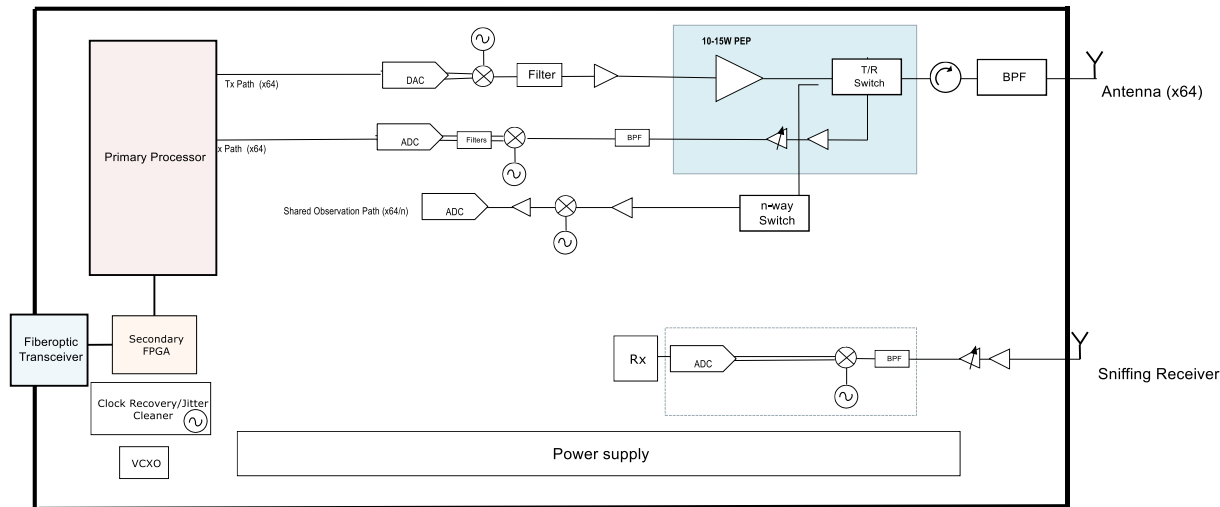 10-15W PEP
DAC
Filter
T/R
Switch
BPF
Tx Path (x64)
Antenna (x64)
Primary Processor
x Path (x64)
ADC
Filters
BPF
Shared Observation Path (x64/n)
ADC
n-way
Switch
Fiberoptic
Transceiver
Secondary
FPGA
Rx
ADC
BPF
Sniffing Receiver
Clock Recovery/Jitter
Cleaner
VCXO
Power supply